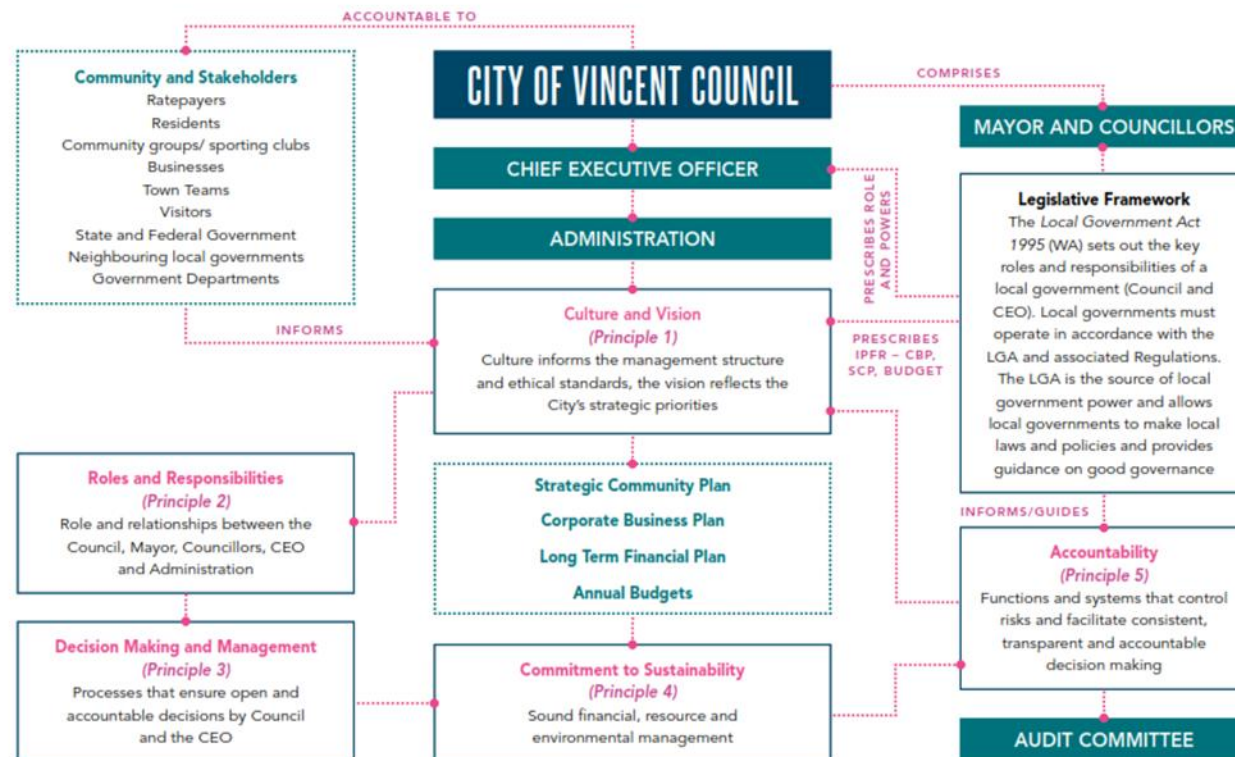 ACCOUNTABLE TO
Community and Stakeholders
Ratepayers
Residents
Community groups/ sporting clubs
Businesses
Town Teams
Visitors
State and Federal Government
Neighbouring local governments
Government Departments
CITY OF VINCENT COUNCIL
COMPRISES
MAYOR AND COUNCILLORS
CHIEF EXECUTIVE OFFICER
ADMINISTRATION
PRESCRIBES ROLE
AND POWERS
Legislative Framework
The Local Government Act
1995 (WA) sets out the key
roles and responsibilities of a
local government (Council and
CEO). Local governments must
operate in accordance with the
LGA and associated Regulations.
The LGA is the source of local
government power and allows
local governments to make local
laws and policies and provides
guidance on good governance
INFORMS
Culture and Vision
(Principle 1)
Culture informs the management structure
and ethical standards, the vision reflects the
City's strategic priorities
PRESCRIBES
IPFR – CBP,
SCP, BUDGET
Roles and Responsibilities
(Principle 2)
Role and relationships between the
Council, Mayor, Councillors, CEO
and Administration
Strategic Community Plan
Corporate Business Plan
Long Term Financial Plan
Annual Budgets
INFORMS/GUIDES
Accountability
(Principle 5)
Functions and systems that control
risks and facilitate consistent,
transparent and accountable
decision making
Decision Making and Management
(Principle 3)
Processes that ensure open and
accountable decisions by Council
and the CEO
Commitment to Sustainability
(Principle 4)
Sound financial, resource and
environmental management
AUDIT COMMITTEE